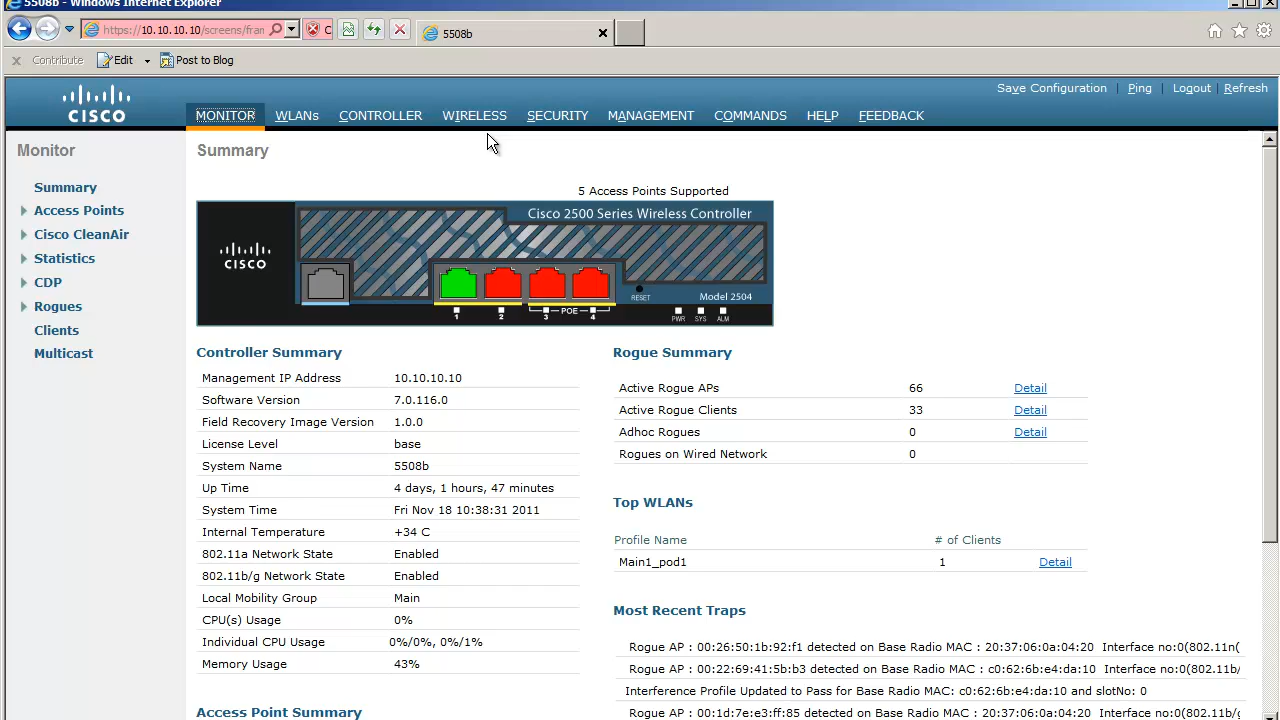 5508b - Windows Internet Explorer
https://10.10.10.10/screens/fran
C
5508b
Contribute Edit Post to Blog
Save Configuration | Ping | Logout | Refresh
CISCO
MONITOR WLANs CONTROLLER WIRELESS SECURITY MANAGEMENT COMMANDS HELP FEEDBACK
Monitor
Summary
Access Points
Cisco CleanAir
Statistics
CDP
Rogues
Clients
Multicast
Summary
5 Access Points Supported
Cisco 2500 Series Wireless Controller
CISCO
RESET
Model 2504
1 2 3 POE 4
PWR SYS ALM
Controller Summary
Management IP Address 10.10.10.10
Software Version 7.0.116.0
Field Recovery Image Version 1.0.0
License Level base
System Name 5508b
Up Time 4 days, 1 hours, 47 minutes
System Time Fri Nov 18 10:38:31 2011
Internal Temperature +34 C
802.11a Network State Enabled
802.11b/g Network State Enabled
Local Mobility Group Main
CPU(s) Usage 0%
Individual CPU Usage 0%/0%, 0%/1%
Memory Usage 43%
Access Point Summary
Rogue Summary
Active Rogue APs 66 Detail
Active Rogue Clients 33 Detail
Adhoc Rogues 0 Detail
Rogues on Wired Network 0
Top WLANs
Profile Name # of Clients
Main1_pod1 1 Detail
Most Recent Traps
Rogue AP : 00:26:50:1b:92:f1 detected on Base Radio MAC : 20:37:06:0a:04:20 Interface no:0(802.11n(
Rogue AP : 00:22:69:41:5b:b3 detected on Base Radio MAC : c0:62:6b:e4:da:10 Interface no:0(802.11b/
Interference Profile Updated to Pass for Base Radio MAC: c0:62:6b:e4:da:10 and slotNo: 0
Rogue AP : 00:1d:7e:e3:ff:85 detected on Base Radio MAC : c0:62:6b:e4:da:10 Interface no:0(802.11b/g(